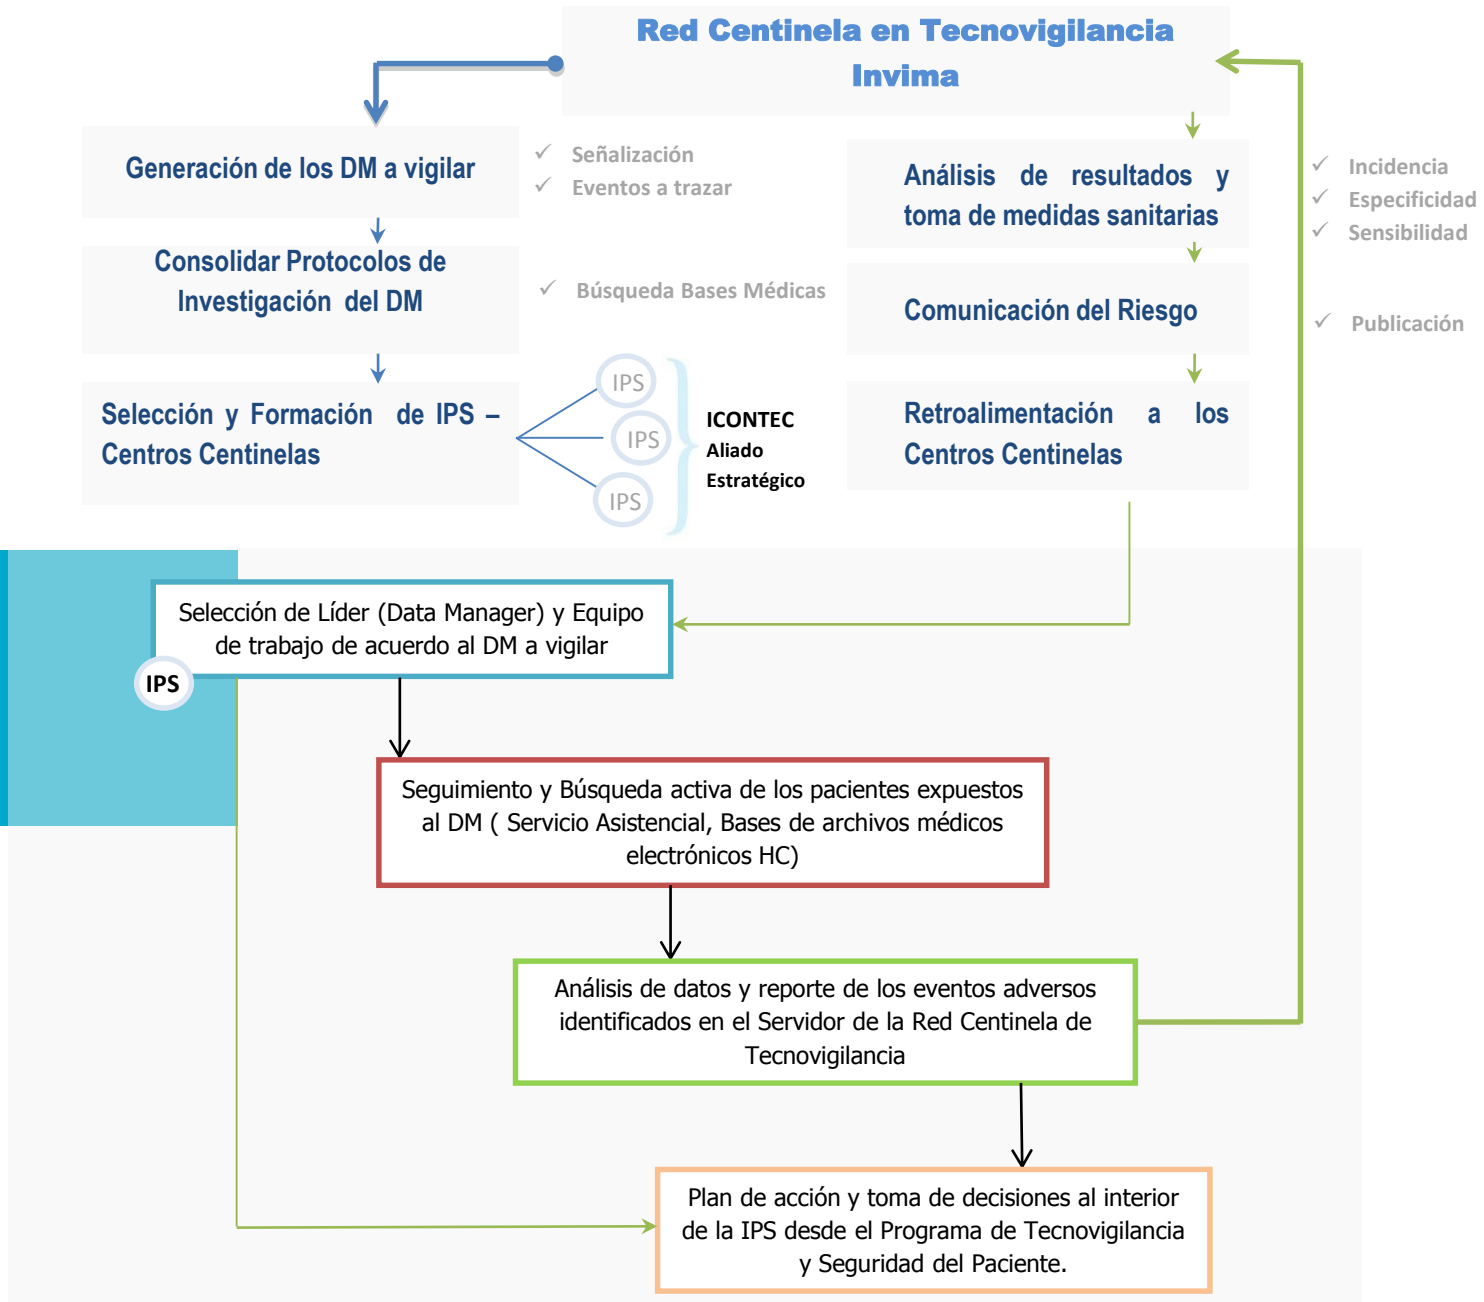 Red Centinela en Tecnovigilancia
Invima
Generación de los DM a vigilar
✓ Señalización
✓ Eventos a trazar
Consolidar Protocolos de
Investigación del DM
✓ Búsqueda Bases Médicas
Selección y Formación de IPS –
Centros Centinelas
IPS
IPS
IPS
ICONTEC
Aliado
Estratégico
Análisis de resultados y
toma de medidas sanitarias
✓ Incidencia
✓ Especificidad
✓ Sensibilidad
Comunicación del Riesgo
✓ Publicación
Retroalimentación a los
Centros Centinelas
Selección de Líder (Data Manager) y Equipo
de trabajo de acuerdo al DM a vigilar
IPS
Seguimiento y Búsqueda activa de los pacientes expuestos
al DM ( Servicio Asistencial, Bases de archivos médicos
electrónicos HC)
Análisis de datos y reporte de los eventos adversos
identificados en el Servidor de la Red Centinela de
Tecnovigilancia
Plan de acción y toma de decisiones al interior
de la IPS desde el Programa de Tecnovigilancia
y Seguridad del Paciente.